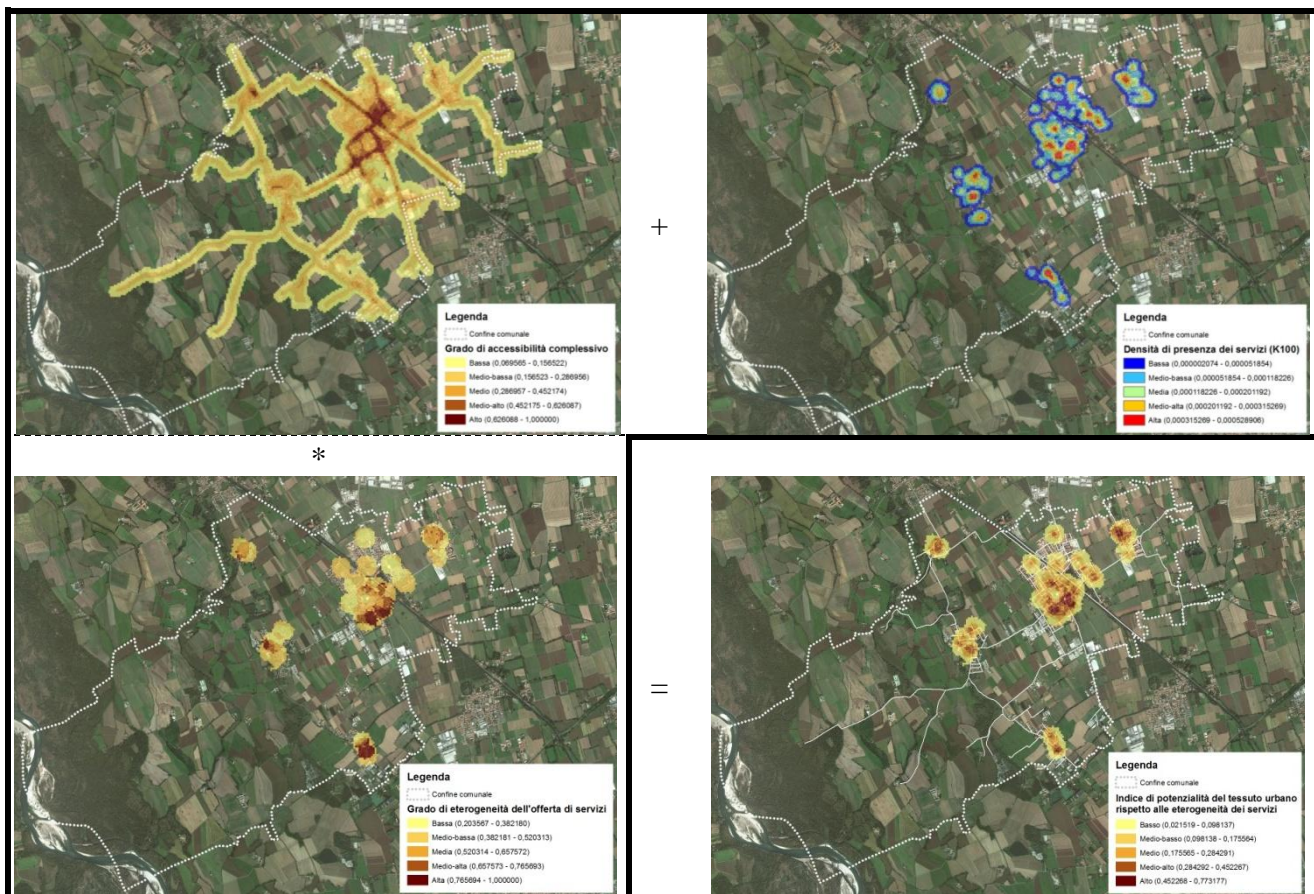 Legenda
Confine comunale
Grado di accessibilità complessivo
Bassa (0,069565 - 0,156522)
Medio-bassa (0,156523 - 0,286956)
Medio (0,286957 - 0,452174)
Medio-alto (0,452175 - 0,626087)
Alto (0,626088 - 1,000000)
+
Legenda
Confine comunale
Densità di presenza dei servizi (K100)
Bassa (0,000002074 - 0,000051854)
Medio-bassa (0,000051854 - 0,000118226)
Media (0,000118226 - 0,000201192)
Medio-alta (0,000201192 - 0,000315269)
Alta (0,000315269 - 0,000528906)
*
Legenda
Confine comunale
Grado di eterogeneità dell'offerta di servizi
Bassa (0,203567 - 0,382180)
Medio-bassa (0,382181 - 0,520313)
Media (0,520314 - 0,657572)
Medio-alta (0,657573 - 0,765693)
Alta (0,765694 - 1,000000)
=
Legenda
Confine comunale
Indice di potenzialità del tessuto urbano
rispetto alle eterogeneità dei servizi
Basso (0,021519 - 0,098137)
Medio-basso (0,098138 - 0,175564)
Medio (0,175565 - 0,284291)
Medio-alto (0,284292 - 0,452267)
Alto (0,452268 - 0,773177)